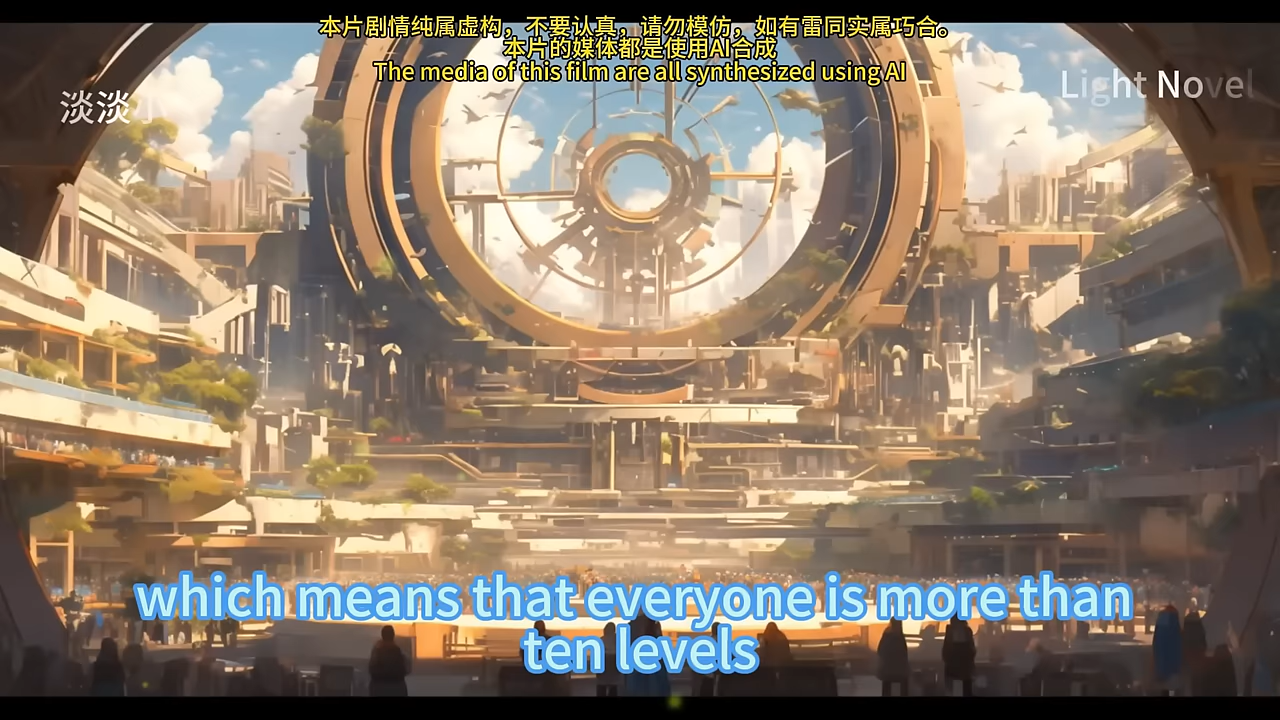 本片剧情纯属虚构，不要认真，请勿模仿，如有雷同实属巧合。
本片的媒体都是使用AI合成
The media of this film are all synthesized using AI
Light Novel
淡淡
which means that everyone is more than
ten levels